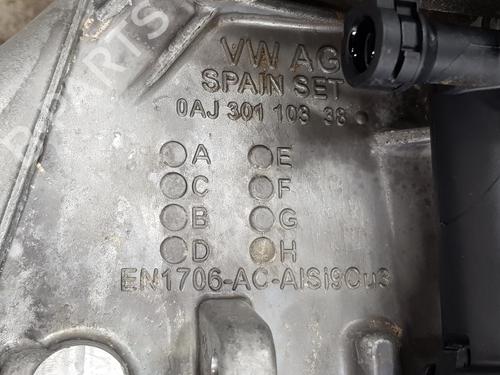 VW AG
SPAIN SET
0AJ 301 103 38
A E
C F
B G
D H
EN1706-AC-AlSi9Cu3